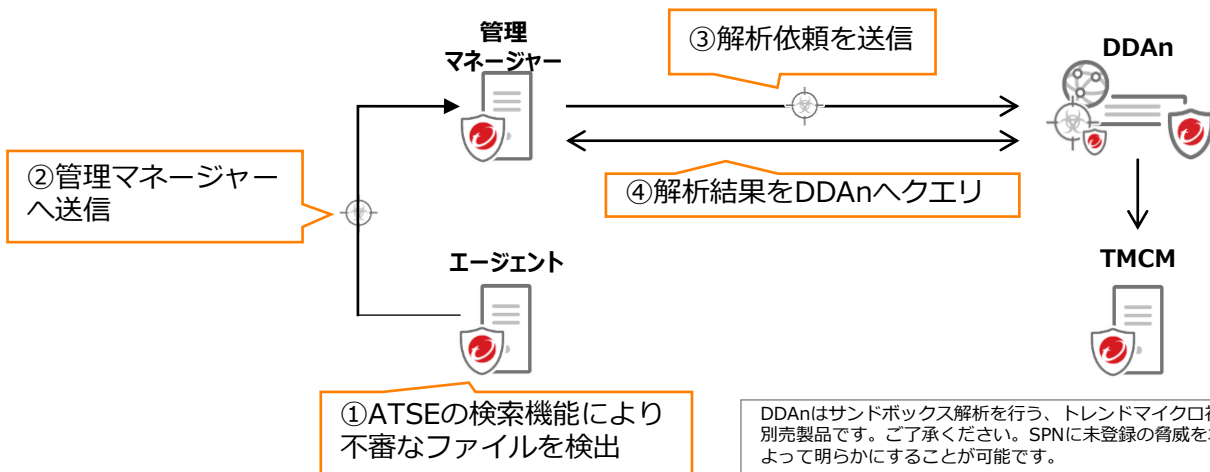 管理
マネージャー
③解析依頼を送信
DDAn
②管理マネージャー
へ送信
④解析結果をDDAnへクエリ
エージェント
TMCM
①ATSEの検索機能により
不審なファイルを検出
DDAnはサンドボックス解析を行う、トレンドマイクロ
別売製品です。ご了承ください。SPNに未登録の脅威を
よって明らかにすることが可能です。